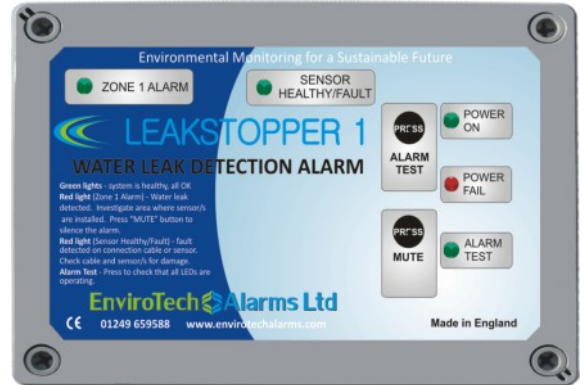 Environmental Monitoring for a Sustainable Future
ZONE 1 ALARM
SENSOR
HEALTHY/FAULT
LEAKSTOPPER 1
WATER LEAK DETECTION ALARM
Green lights - system is healthy, all OK
Red light (Zone 1 Alarm) - Water leak
detected. Investigate area where sensor/s
are installed. Press "MUTE" button to
silence the alarm.
Red light (Sensor Healthy/Fault) - fault
detected on connection cable or sensor.
Check cable and sensor/s for damage.
Alarm Test - Press to check that all LEDs are
operating.
PRESS
ALARM
TEST
POWER
ON
POWER
FAIL
PRESS
MUTE
ALARM
TEST
EnviroTech Alarms Ltd
CE 01249 659588 www.envirotechalarms.com
Made in England